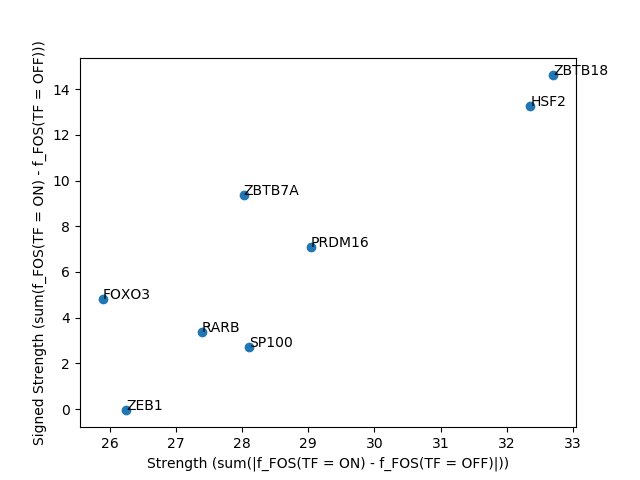 Signed Strength (sum(f_FOS(TF = ON) - f_FOS(TF = OFF)))
14
12
10
8
6
4
2
0
ZBTB18
HSF2
ZBTB7A
PRDM16
FOXO3
RARB
SP100
ZEB1
26 27 28 29 30 31 32 33
Strength (sum(|f_FOS(TF = ON) - f_FOS(TF = OFF)|))